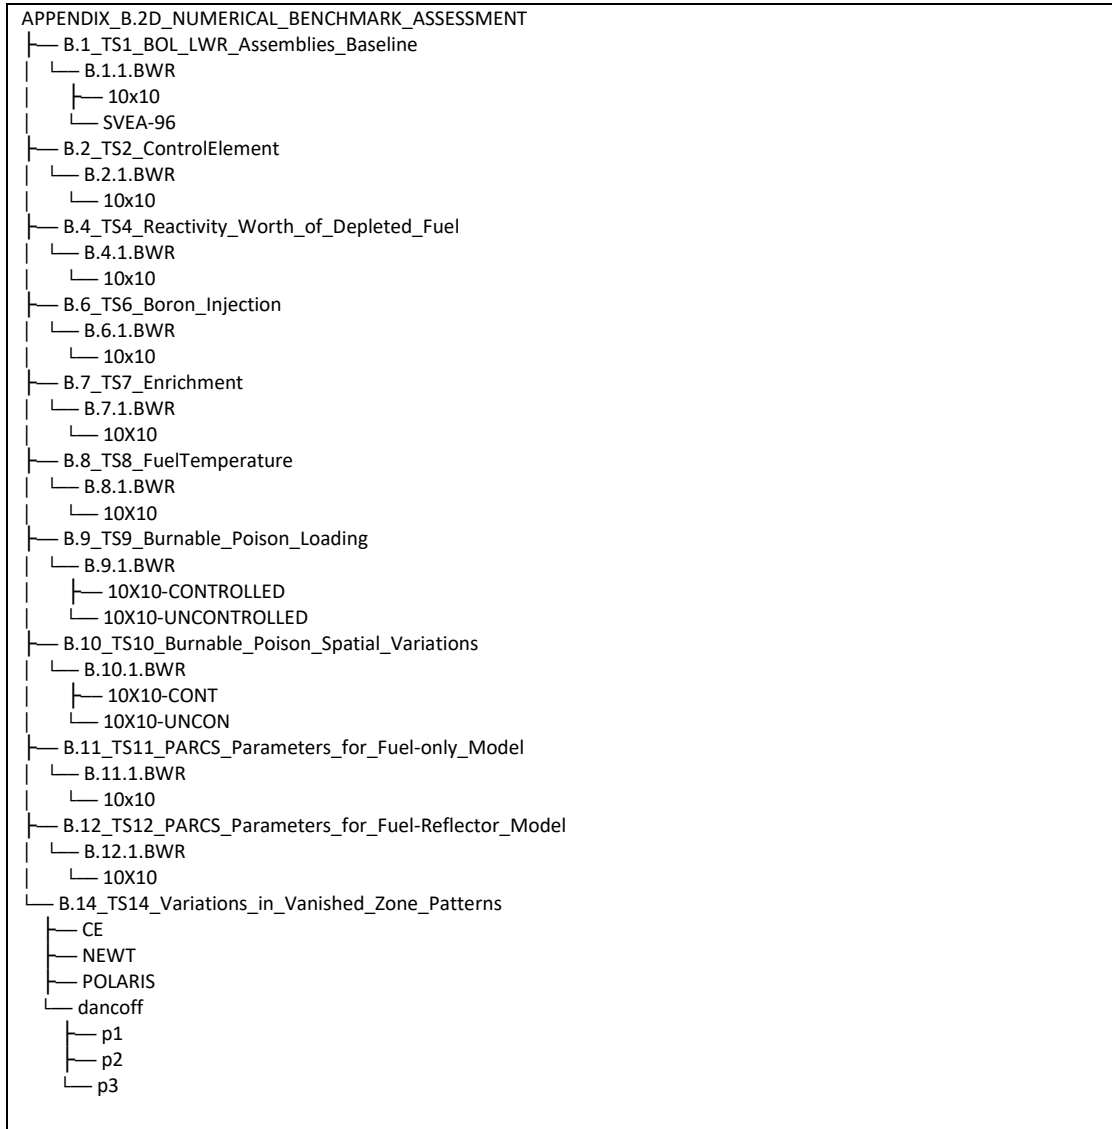 APPENDIX_B.2D_NUMERICAL_BENCHMARK_ASSESSMENT
├── B.1_TS1_BOL_LWR_Assemblies_Baseline
│ └── B.1.1.BWR
│ ├── 10x10
│ └── SVEA-96
├── B.2_TS2_ControlElement
│ └── B.2.1.BWR
│ └── 10x10
├── B.4_TS4_Reactivity_Worth_of_Depleted_Fuel
│ └── B.4.1.BWR
│ └── 10x10
├── B.6_TS6_Boron_Injection
│ └── B.6.1.BWR
│ └── 10x10
├── B.7_TS7_Enrichment
│ └── B.7.1.BWR
│ └── 10X10
├── B.8_TS8_FuelTemperature
│ └── B.8.1.BWR
│ └── 10X10
├── B.9_TS9_Burnable_Poison_Loading
│ └── B.9.1.BWR
│ ├── 10X10-CONTROLLED
│ └── 10X10-UNCONTROLLED
├── B.10_TS10_Burnable_Poison_Spatial_Variations
│ └── B.10.1.BWR
│ ├── 10X10-CONT
│ └── 10X10-UNCON
├── B.11_TS11_PARCS_Parameters_for_Fuel-only_Model
│ └── B.11.1.BWR
│ └── 10x10
├── B.12_TS12_PARCS_Parameters_for_Fuel-Reflector_Model
│ └── B.12.1.BWR
│ └── 10X10
└── B.14_TS14_Variations_in_Vanished_Zone_Patterns
├── CE
├── NEWT
├── POLARIS
└── dancoff
├── p1
├── p2
└── p3